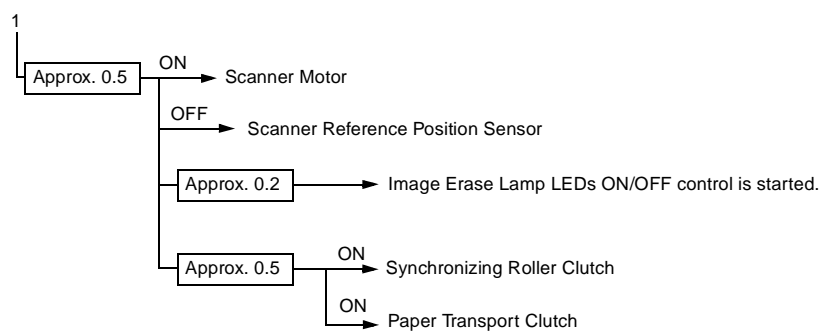 1
Approx. 0.5
ON
Scanner Motor
OFF
Scanner Reference Position Sensor
Approx. 0.2
Image Erase Lamp LEDs ON/OFF control is started.
Approx. 0.5
ON
Synchronizing Roller Clutch
ON
Paper Transport Clutch